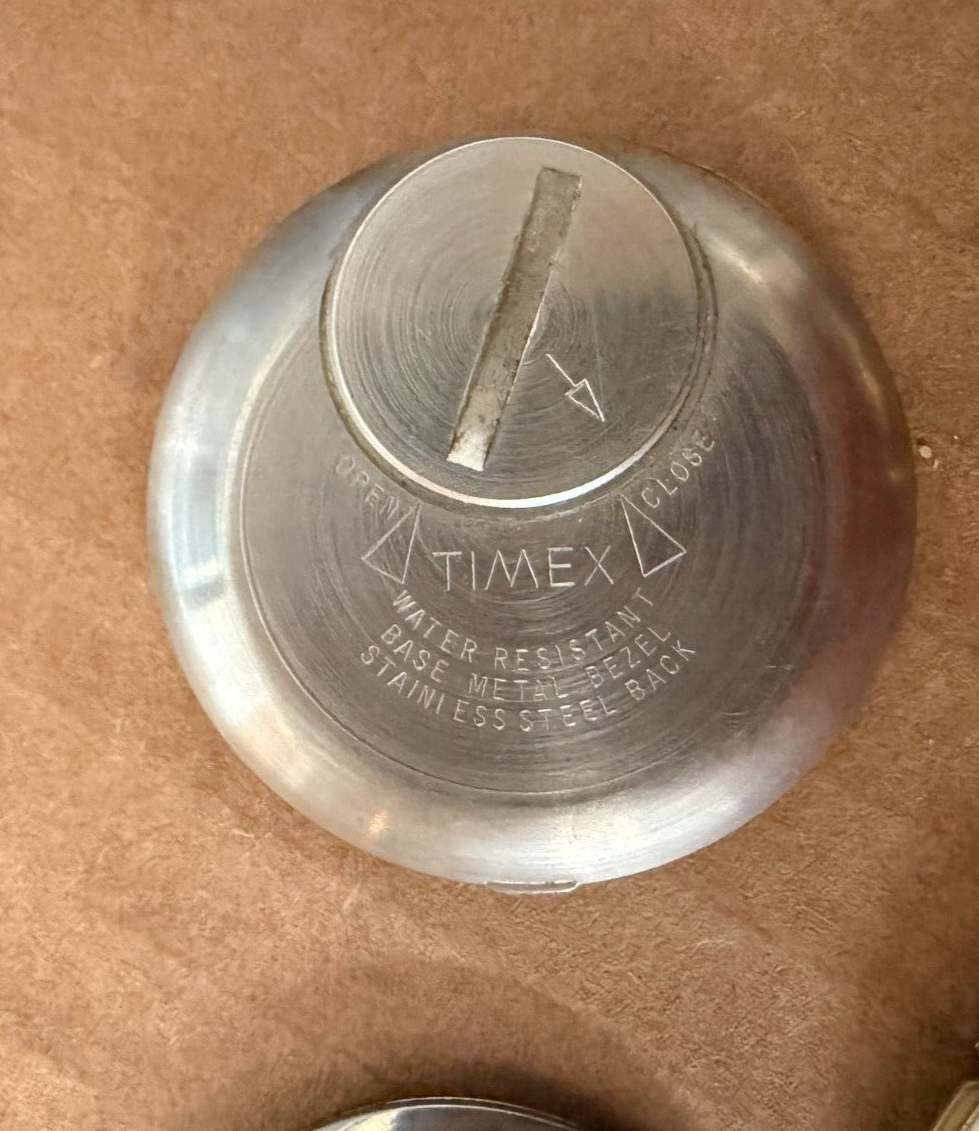 OPEN
CLOSE
TIMEX
WATER RESISTANT
BASE METAL BEZEL
STAINLESS STEEL BACK